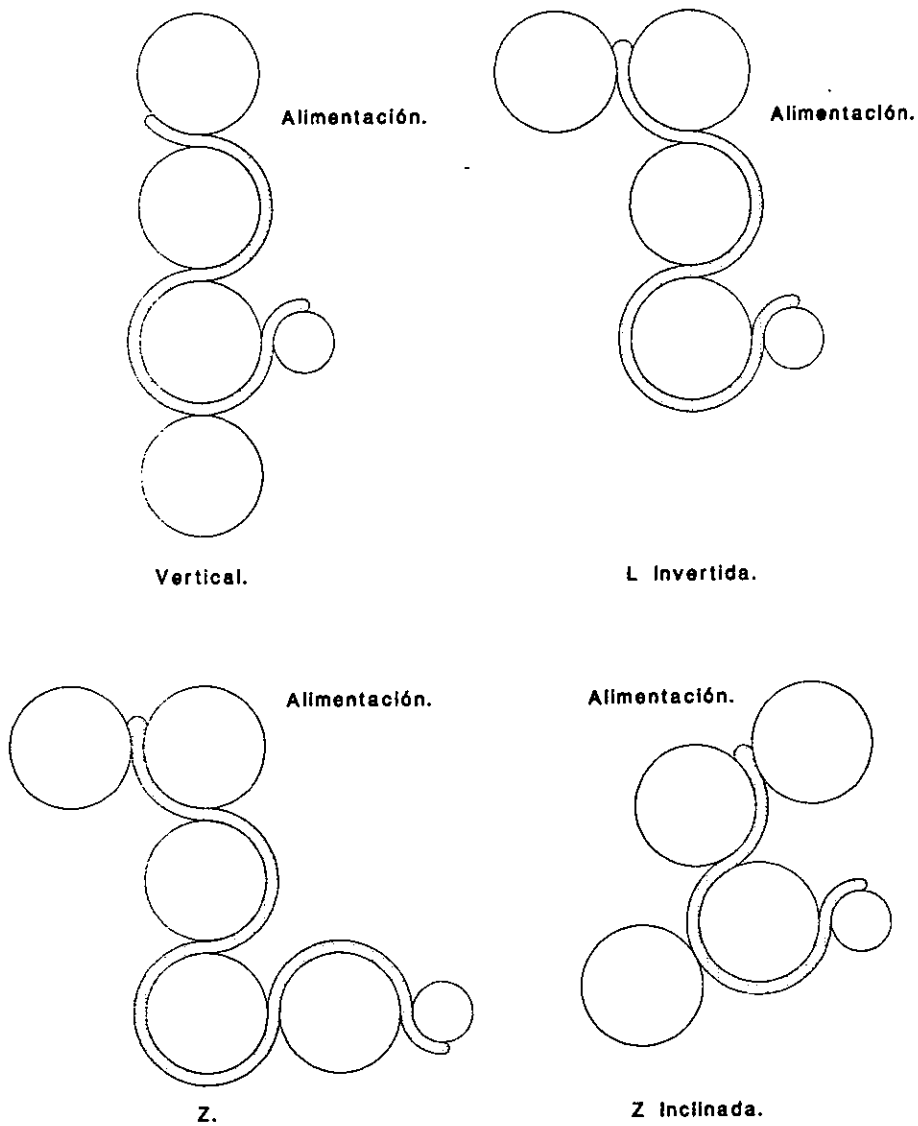 Alimentación.
Alimentación.
Vertical.
L Invertida.
Alimentación.
Alimentación.
Z.
Z Inclinada.